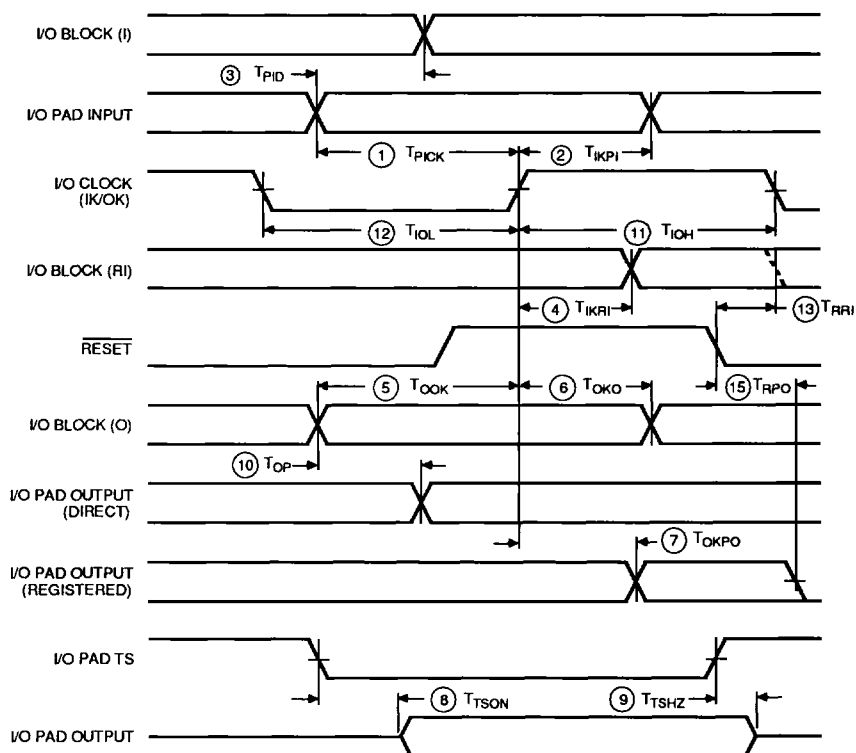 I/O BLOCK (I)
③ TPID
I/O PAD INPUT
① TPICK
② TIKPI
I/O CLOCK
(IK/OK)
⑫ TIOL
⑪ TIOH
I/O BLOCK (RI)
④ TIKRI
⑬ TRRI
RESET
⑤ TOOK
⑥ TOKO
⑮ TRPO
I/O BLOCK (O)
⑩ TOP
I/O PAD OUTPUT
(DIRECT)
⑦ TOKPO
I/O PAD OUTPUT
(REGISTERED)
I/O PAD TS
⑧ TTSON
⑨ TTSHZ
I/O PAD OUTPUT